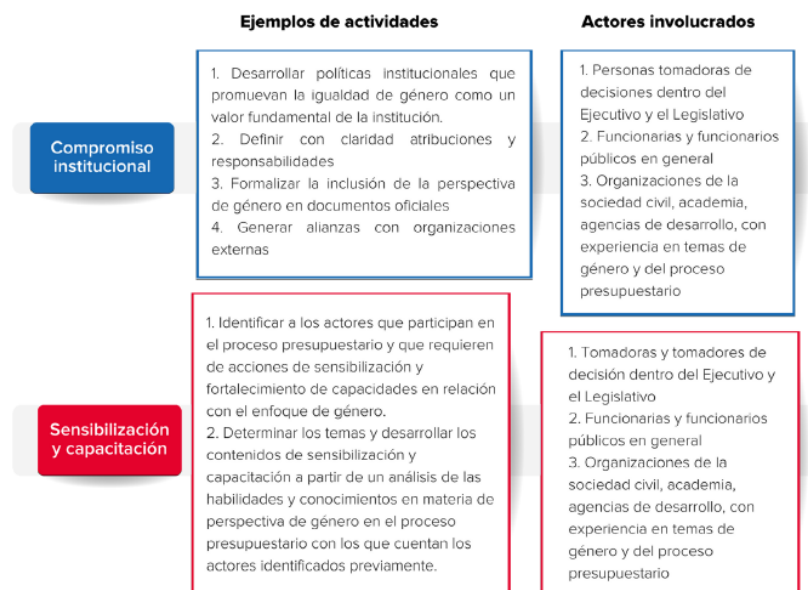 Ejemplos de actividades
Actores involucrados
Compromiso
institucional
1. Desarrollar políticas institucionales que
promuevan la igualdad de género como un
valor fundamental de la institución.
2. Definir con claridad atribuciones y
responsabilidades
3. Formalizar la inclusión de la perspectiva
de género en documentos oficiales
4. Generar alianzas con organizaciones
externas
1. Personas tomadoras de
decisiones dentro del
Ejecutivo y el Legislativo
2. Funcionarias y funcionarios
públicos en general
3. Organizaciones de la
sociedad civil, academia,
agencias de desarrollo, con
experiencia en temas de
género y del proceso
presupuestario
Sensibilización
y capacitación
1. Identificar a los actores que participan en
el proceso presupuestario y que requieren
de acciones de sensibilización y
fortalecimiento de capacidades en relación
con el enfoque de género.
2. Determinar los temas y desarrollar los
contenidos de sensibilización y
capacitación a partir de un análisis de las
habilidades y conocimientos en materia de
perspectiva de género en el proceso
presupuestario con los que cuentan los
actores identificados previamente.
1. Tomadoras y tomadores de
decisión dentro del Ejecutivo y
el Legislativo
2. Funcionarias y funcionarios
públicos en general
3. Organizaciones de la
sociedad civil, academia,
agencias de desarrollo, con
experiencia en temas de
género y del proceso
presupuestario